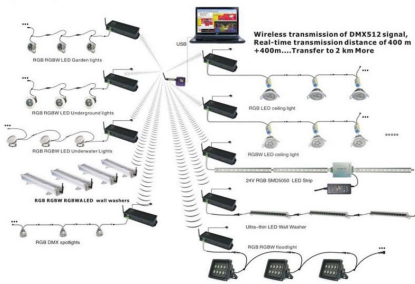 USB
Wireless transmission of DMX512 signal,
Real-time transmission distance of 400 m
+400m....Transfer to 2 km More
RGB RGBW LED Garden lights
RGB RGBW LED Underground lights
RGB RGBW LED Underwater Lights
RGB RGBW RGBWA LED wall washers
RGB DMX spotlights
RGB LED ceiling light
RGBW LED ceiling light
24V RGB SMD5050 LED Strip
Ultra-thin LED Wall Washer
RGB RGBW floodlight